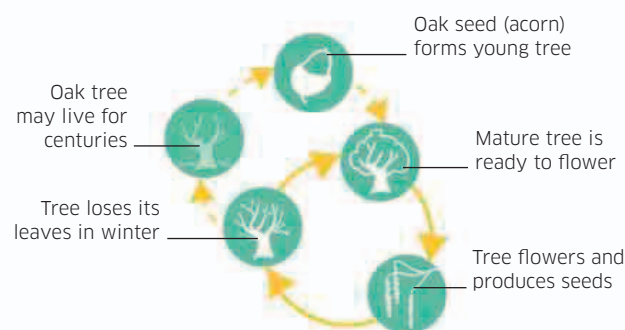 Oak seed (acorn)
forms young tree
Mature tree is
ready to flower
Tree flowers and
produces seeds
Tree loses its
leaves in winter
Oak tree
may live for
centuries